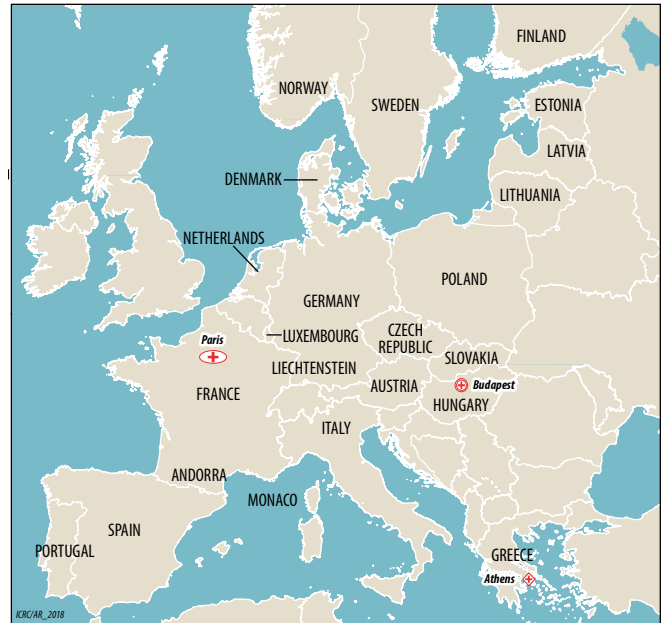 FINLAND
NORWAY
SWEDEN
ESTONIA
LATVIA
DENMARK
LITHUANIA
NETHERLANDS
POLAND
GERMANY
Paris
LUXEMBOURG
CZECH
REPUBLIC
SLOVAKIA
LIECHTENSTEIN
AUSTRIA
Budapest
FRANCE
HUNGARY
ITALY
ANDORRA
MONACO
SPAIN
PORTUGAL
GREECE
Athens
ICRC/AR_2018